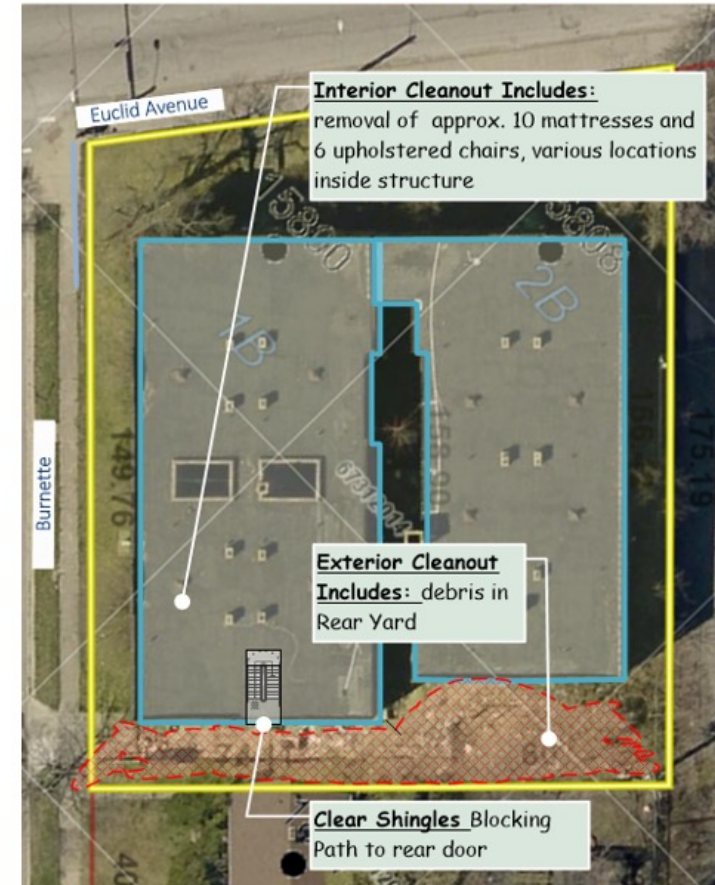 Euclid Avenue
Interior Cleanout Includes:
removal of approx. 10 mattresses and
6 upholstered chairs, various locations
inside structure
15890
1B
2B
Burnette
149.76
175.19
Exterior Cleanout
Includes: debris in
Rear Yard
Clear Shingles Blocking
Path to rear door
40